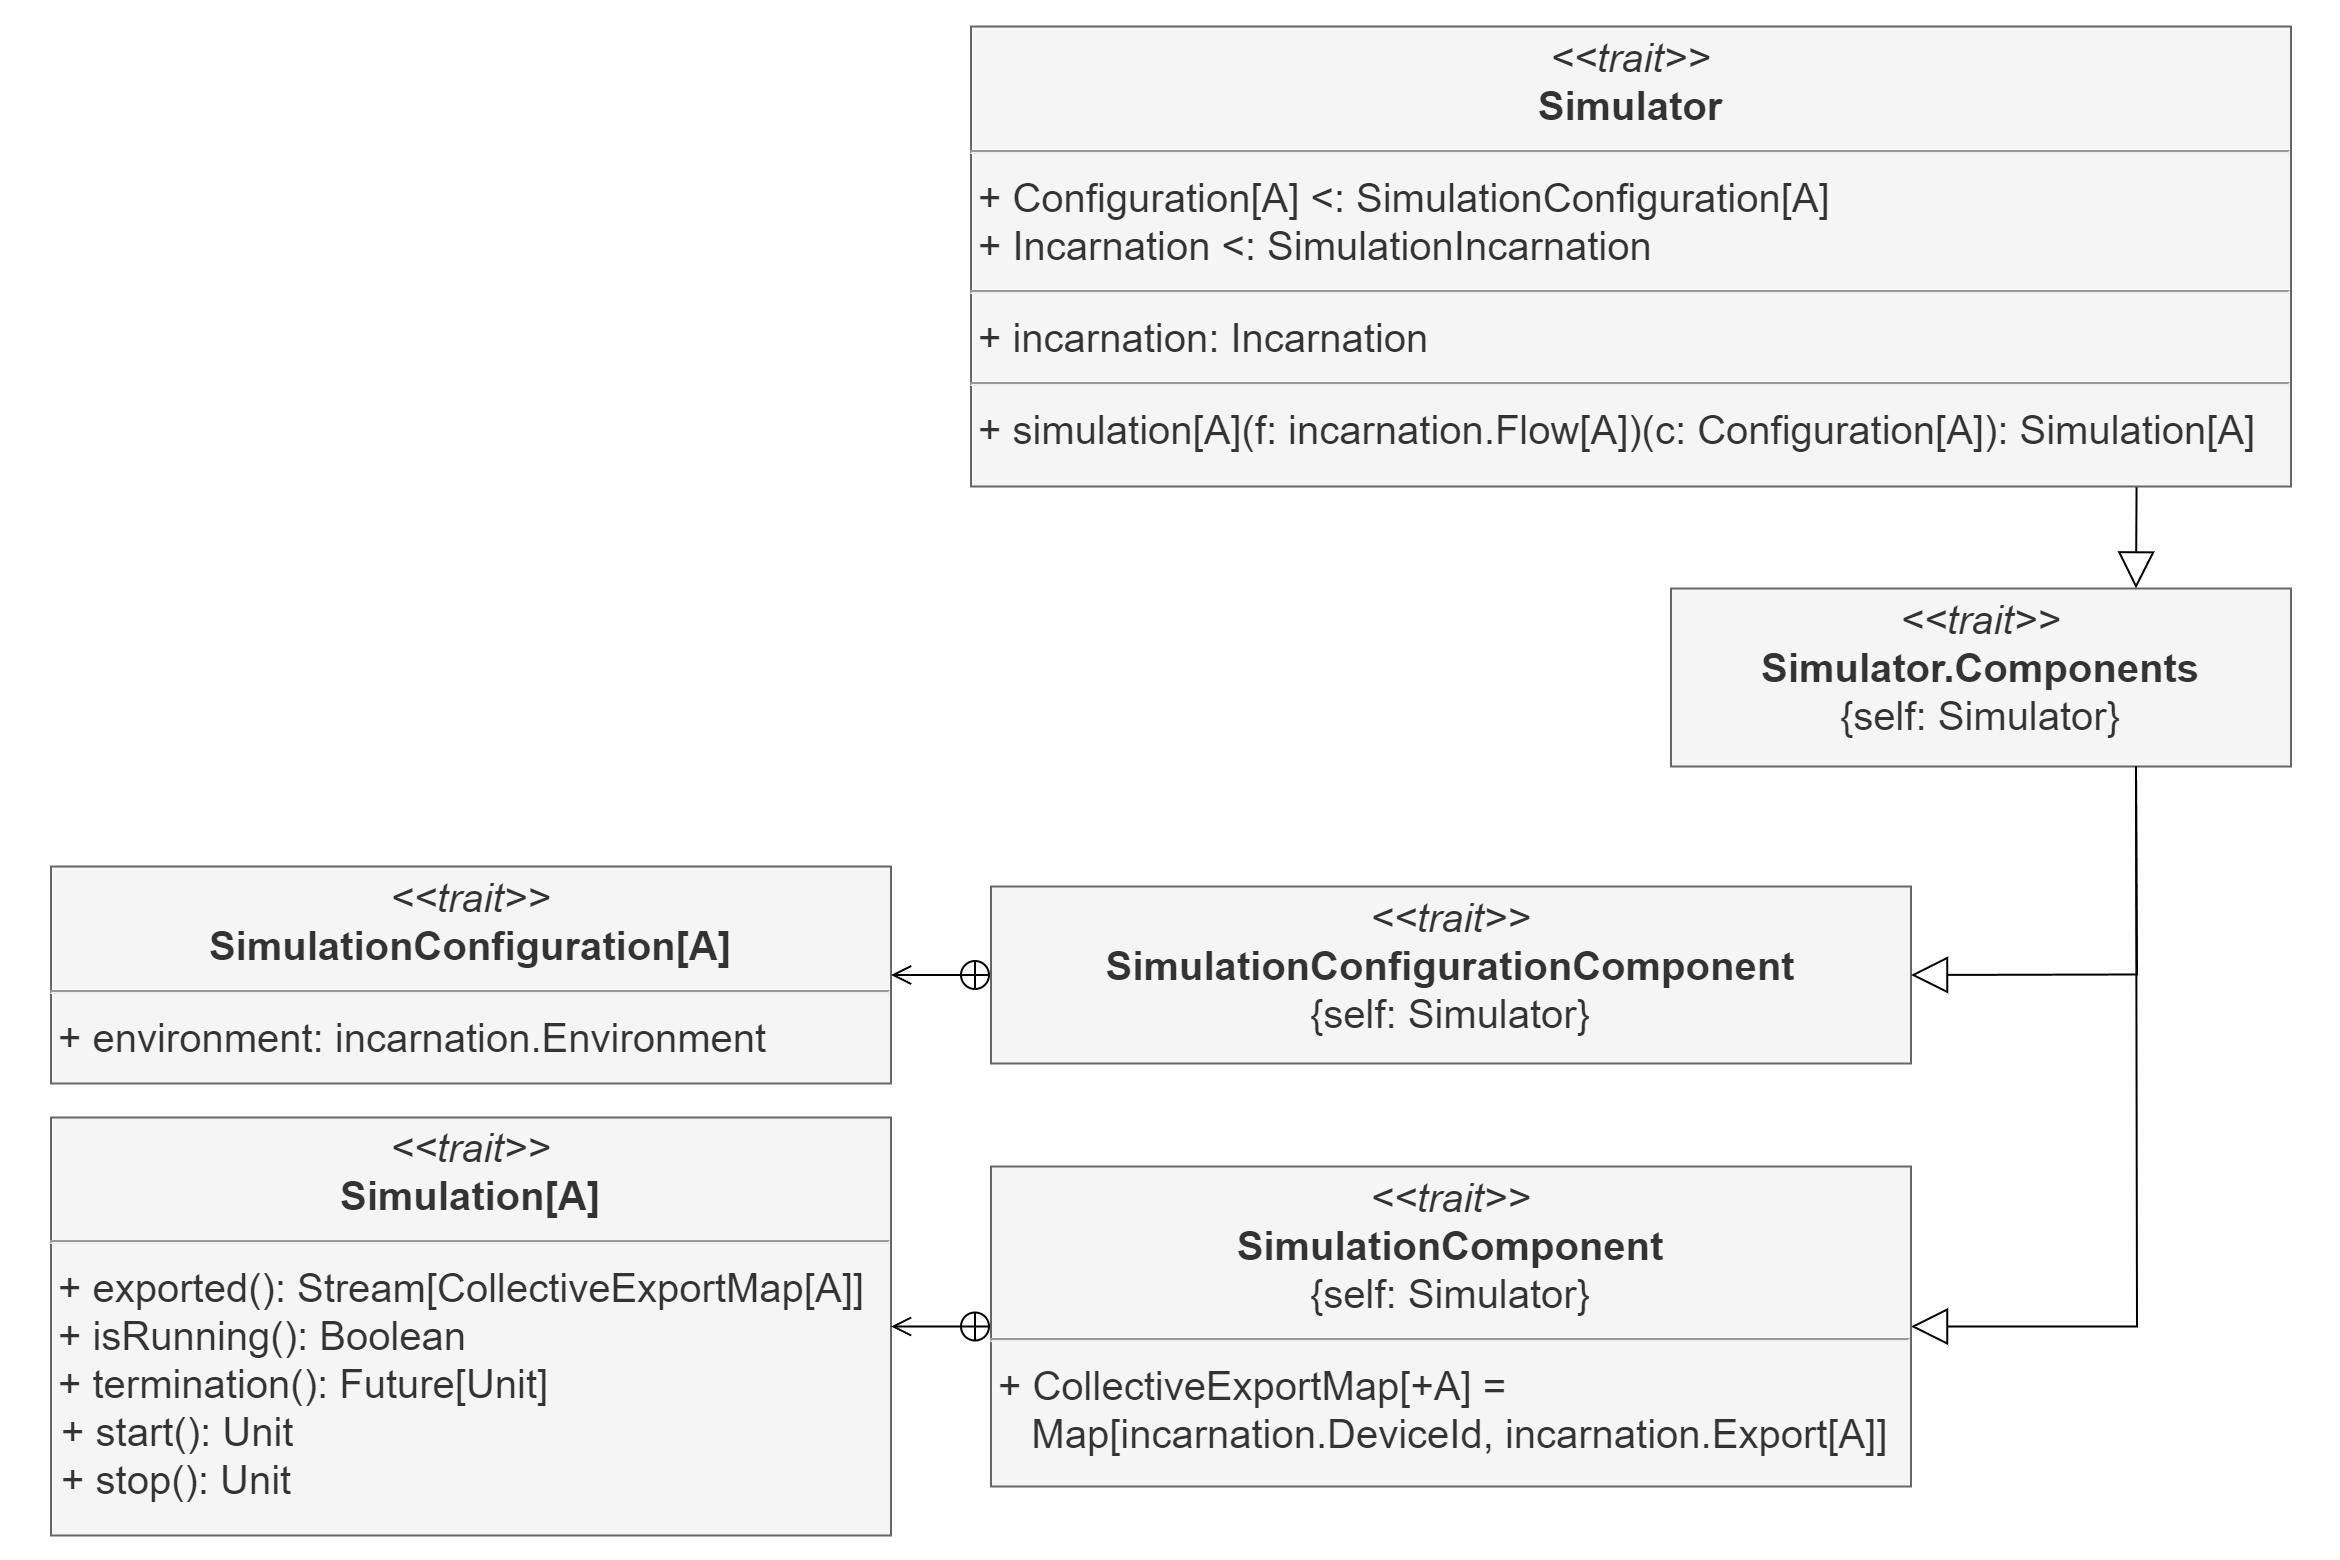 <<trait>>
Simulator
+ Configuration[A] <: SimulationConfiguration[A]
+ Incarnation <: SimulationIncarnation
+ incarnation: Incarnation
+ simulation[A](f: incarnation.Flow[A])(c: Configuration[A]): Simulation[A]
<<trait>>
Simulator.Components
{self: Simulator}
<<trait>>
SimulationConfiguration[A]
+ environment: incarnation.Environment
<<trait>>
SimulationConfigurationComponent
{self: Simulator}
<<trait>>
Simulation[A]
+ exported(): Stream[CollectiveExportMap[A]]
+ isRunning(): Boolean
+ termination(): Future[Unit]
+ start(): Unit
+ stop(): Unit
<<trait>>
SimulationComponent
{self: Simulator}
+ CollectiveExportMap[+A] =
Map[incarnation.DeviceId, incarnation.Export[A]]